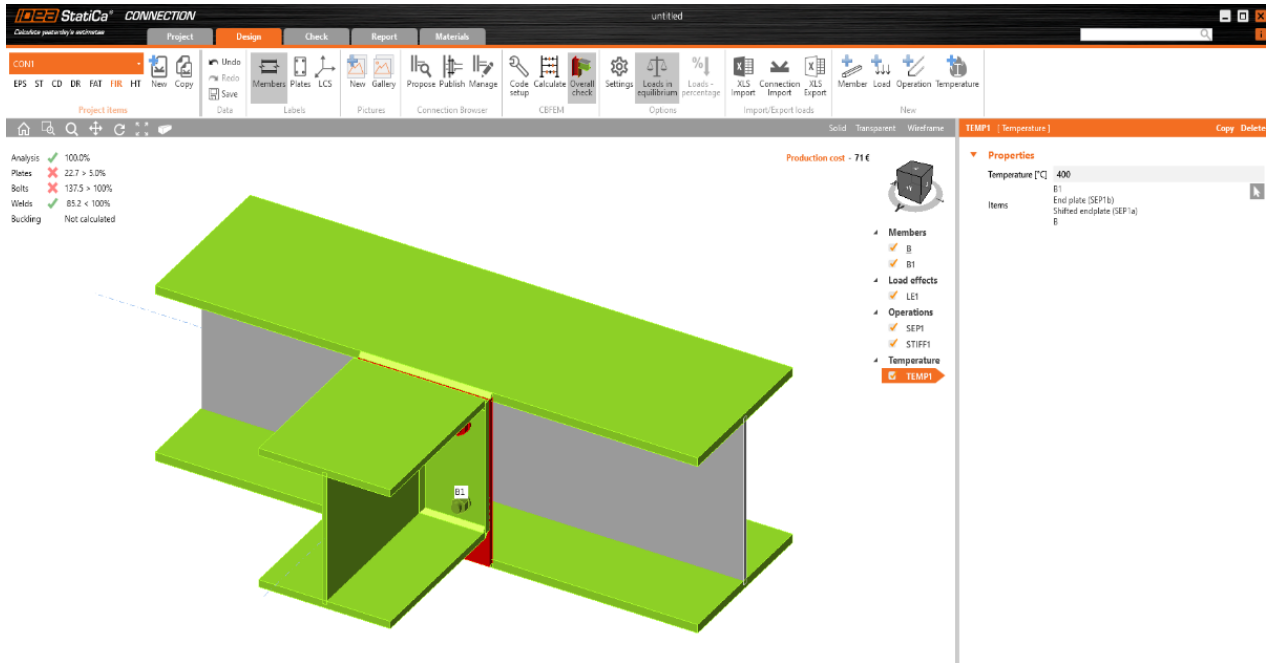 IDEA StatiCa® CONNECTION
Calculate yesterday's estimates
untitled
Project Design Check Report Materials
CON1
EPS ST CD DR FAT FIR HT
New Copy
Project items
Undo
Redo
Save
Data
Members Plates LCS
Labels
New Gallery
Pictures
Propose Publish Manage
Connection Browser
Code setup Calculate Overall check
CBFEM
Settings Loads in equilibrium Loads - percentage
Options
XLS Import Connection Import XLS Export
Import/Export loads
Member Load Operation Temperature
New
Solid Transparent Wireframe
TEMP1 [Temperature] Copy Delete
Analysis 100.0%
Plates 22.7 > 5.0%
Bolts 137.5 > 100%
Welds 85.2 < 100%
Buckling Not calculated
Production cost - 71 €
Members
B
B1
Load effects
LE1
Operations
SEP1
STIFF1
Temperature
TEMP1
B1
Properties
Temperature [°C] 400
Items
B1
End plate (SEP1b)
Shifted endplate (SEP1a)
B